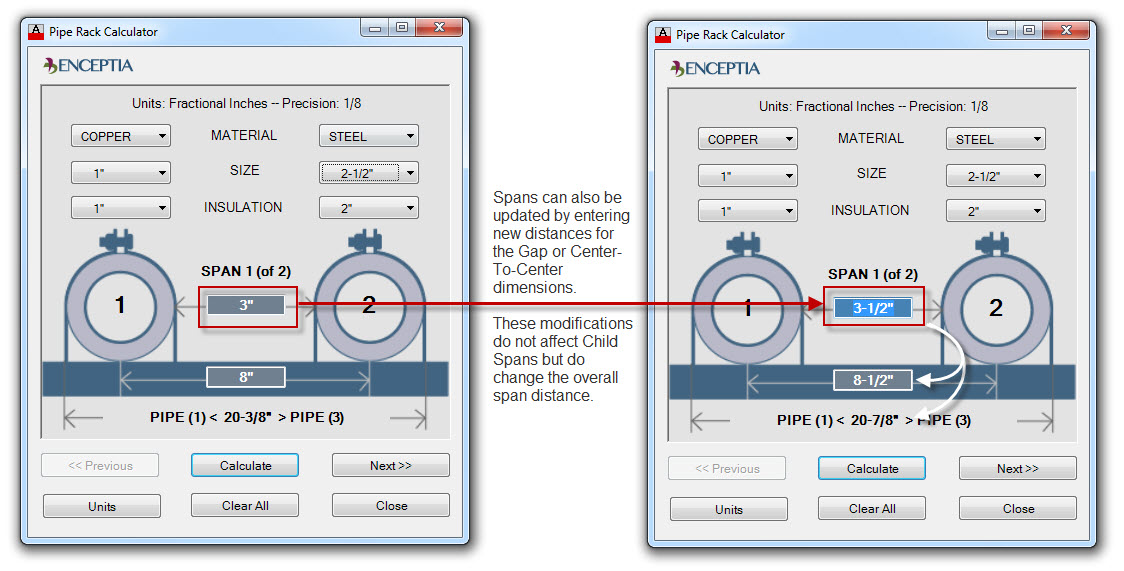 Pipe Rack Calculator
ENCEPTIA
Units: Fractional Inches -- Precision: 1/8
COPPER MATERIAL STEEL
1" SIZE 2-1/2"
1" INSULATION 2"
SPAN 1 (of 2)
1 3" 2
8"
PIPE (1) < 20-3/8" > PIPE (3)
<< Previous Calculate Next >>
Units Clear All Close
Spans can also be
updated by entering
new distances for
the Gap or Center-
To-Center
dimensions.
These modifications
do not affect Child
Spans but do
change the overall
span distance.
Pipe Rack Calculator
ENCEPTIA
Units: Fractional Inches -- Precision: 1/8
COPPER MATERIAL STEEL
1" SIZE 2-1/2"
1" INSULATION 2"
SPAN 1 (of 2)
1 3-1/2" 2
8-1/2"
PIPE (1) < 20-7/8" > PIPE (3)
<< Previous Calculate Next >>
Units Clear All Close